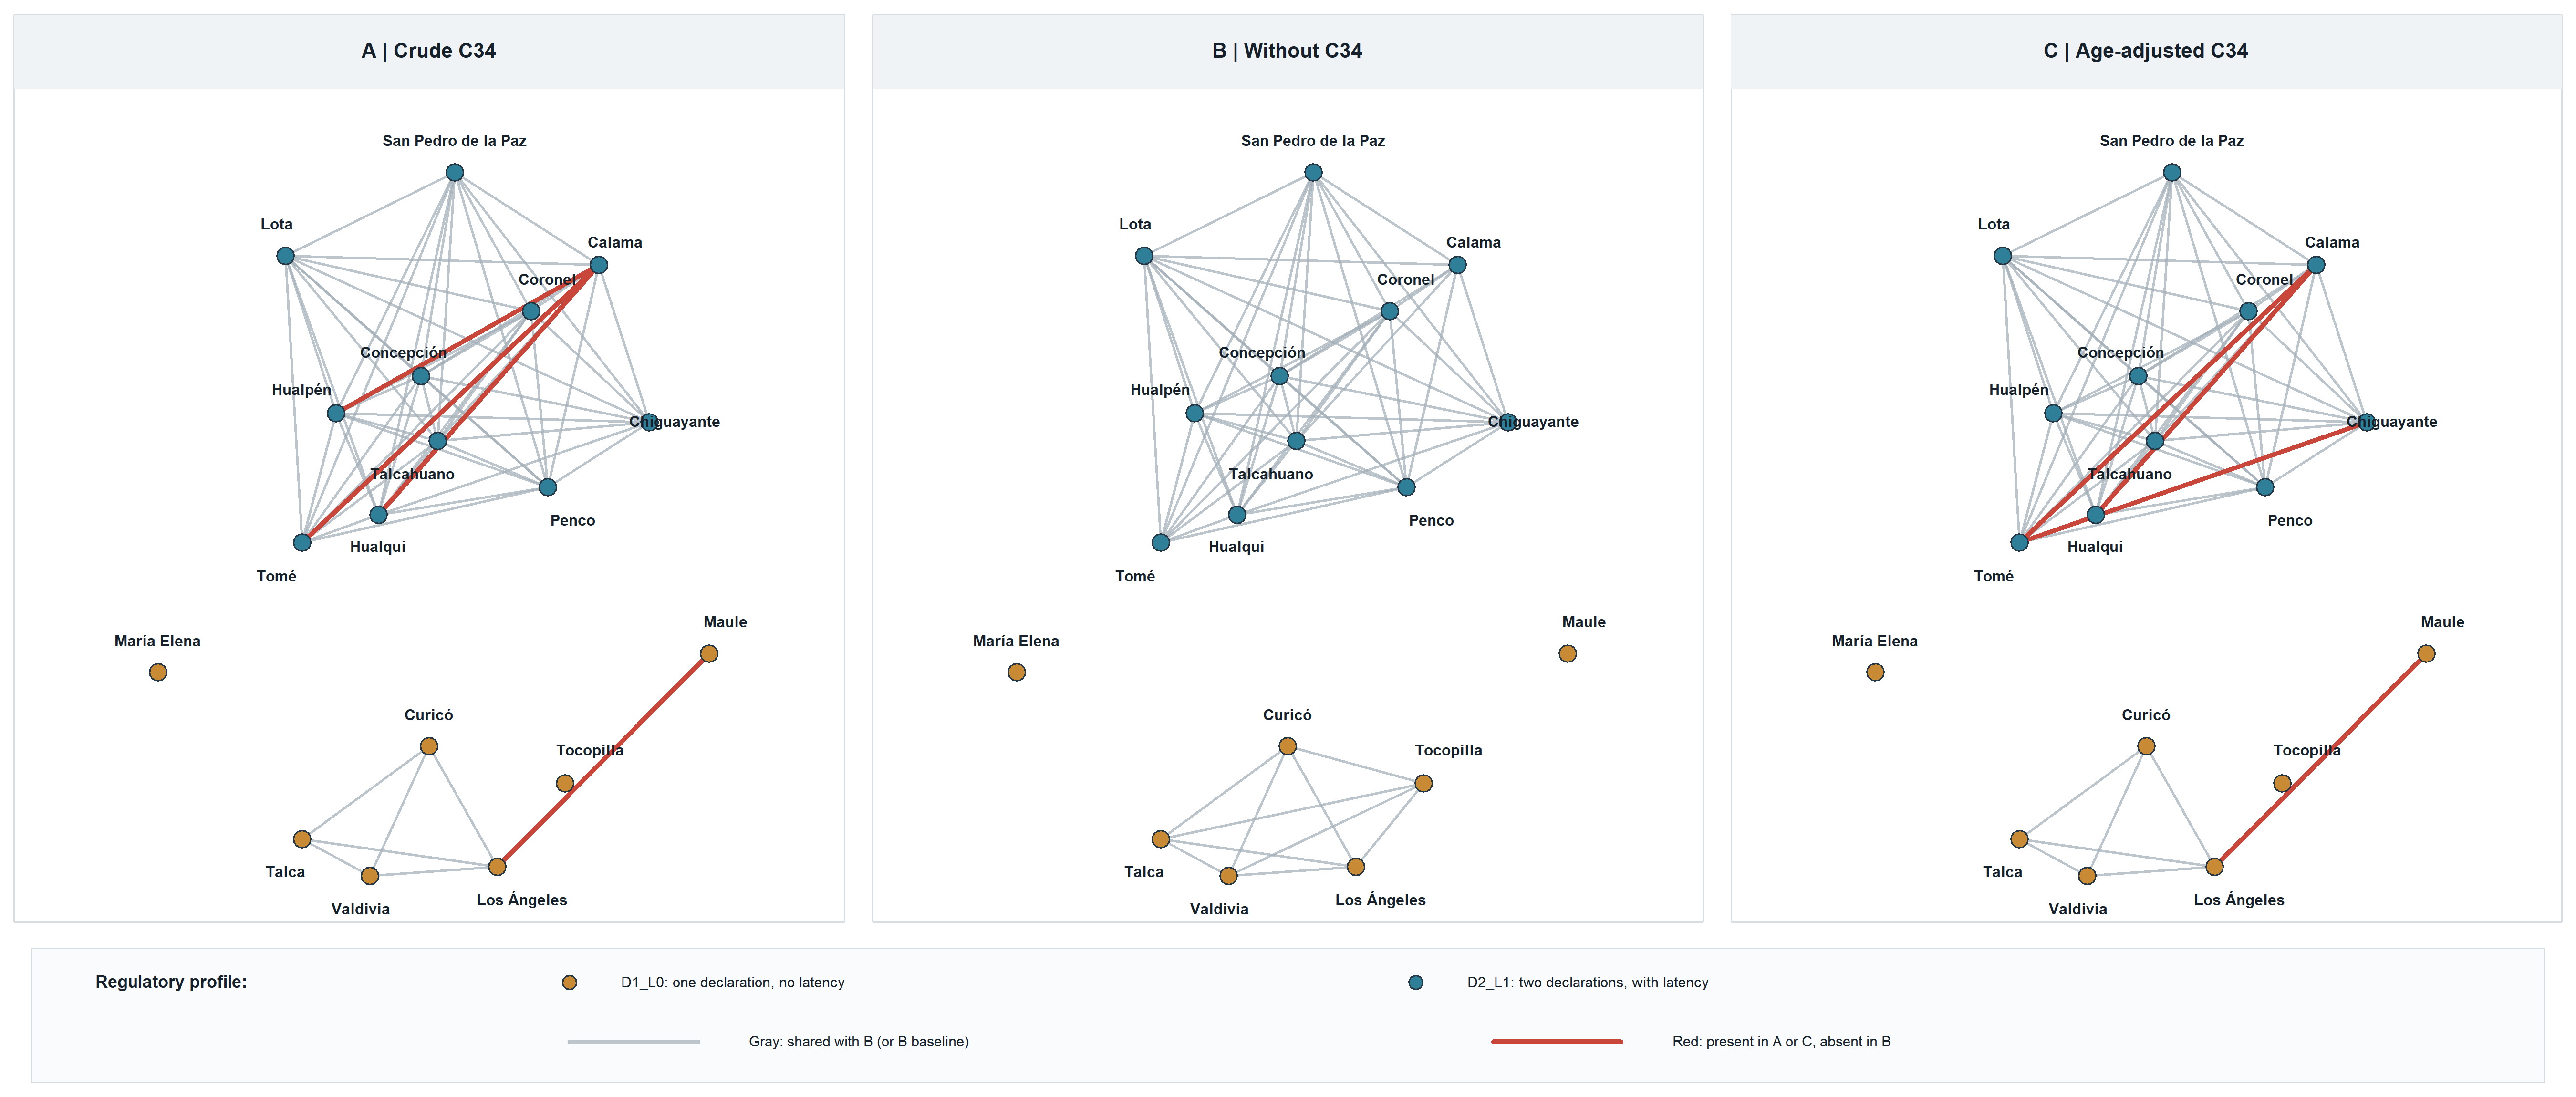 A | Crude C34
San Pedro de la Paz
Lota
Calama
Coronel
Concepción
Hualpén
Chiguayante
Talcahuano
Penco
Hualqui
Tomé
Maule
María Elena
Curicó
Tocopilla
Talca
Los Ángeles
Valdivia
B | Without C34
San Pedro de la Paz
Lota
Calama
Coronel
Concepción
Hualpén
Chiguayante
Talcahuano
Penco
Hualqui
Tomé
Maule
María Elena
Curicó
Tocopilla
Talca
Los Ángeles
Valdivia
C | Age-adjusted C34
San Pedro de la Paz
Lota
Calama
Coronel
Concepción
Hualpén
Chiguayante
Talcahuano
Penco
Hualqui
Tomé
Maule
María Elena
Curicó
Tocopilla
Talca
Los Ángeles
Valdivia
Regulatory profile:
D1_L0: one declaration, no latency
D2_L1: two declarations, with latency
Gray: shared with B (or B baseline)
Red: present in A or C, absent in B